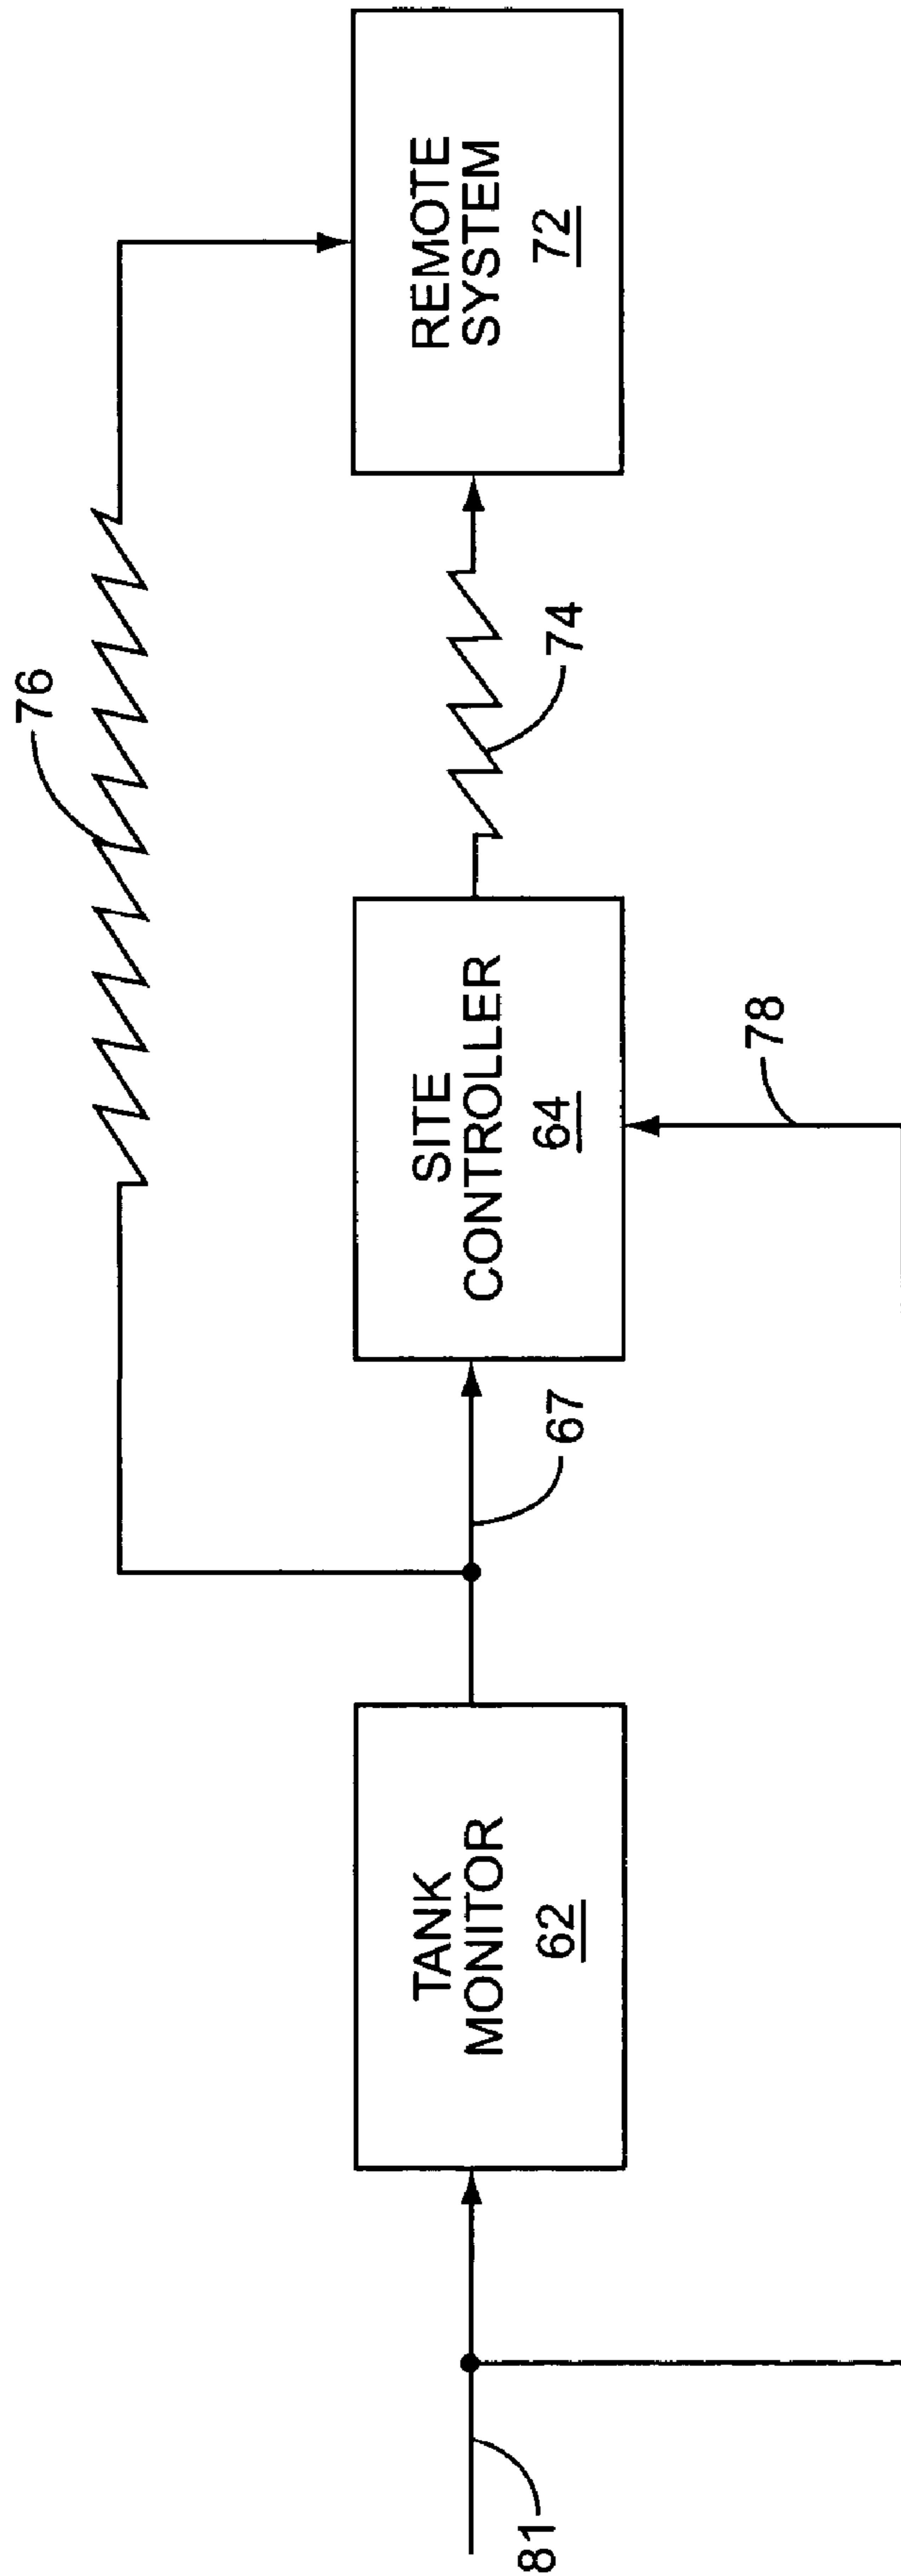 76
REMOTE
SYSTEM
72
74
SITE
CONTROLLER
64
78
67
TANK
MONITOR
62
81